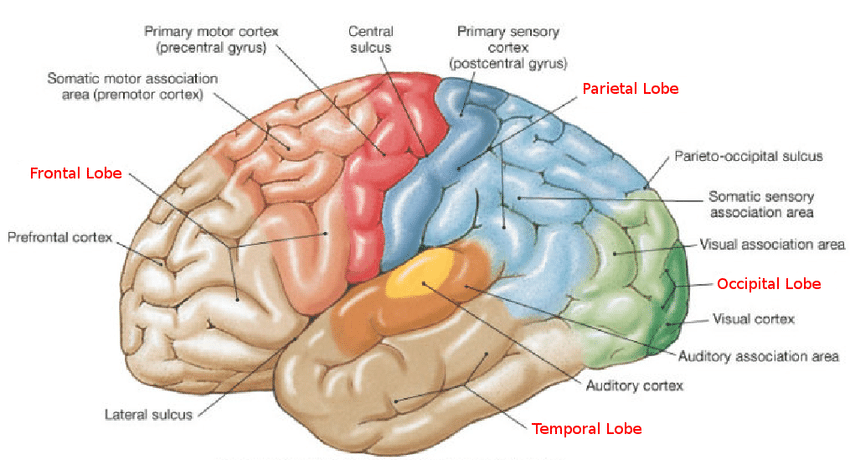 Primary motor cortex
(precentral gyrus)
Central
sulcus
Primary sensory
cortex
(postcentral gyrus)
Somatic motor association
area (premotor cortex)
Parietal Lobe
Frontal Lobe
Parieto-occipital sulcus
Somatic sensory
association area
Prefrontal cortex
Visual association area
Occipital Lobe
Visual cortex
Auditory association area
Auditory cortex
Lateral sulcus
Temporal Lobe